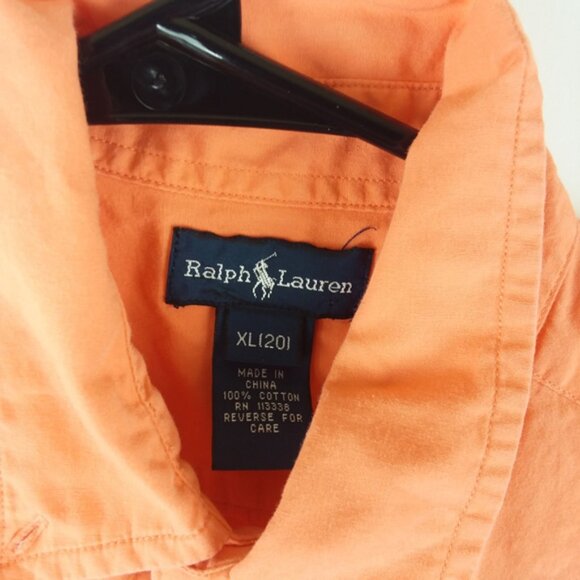 Ralph Lauren
XL(20)
MADE IN
CHINA
100% COTTON
RN 113338
REVERSE FOR
CARE